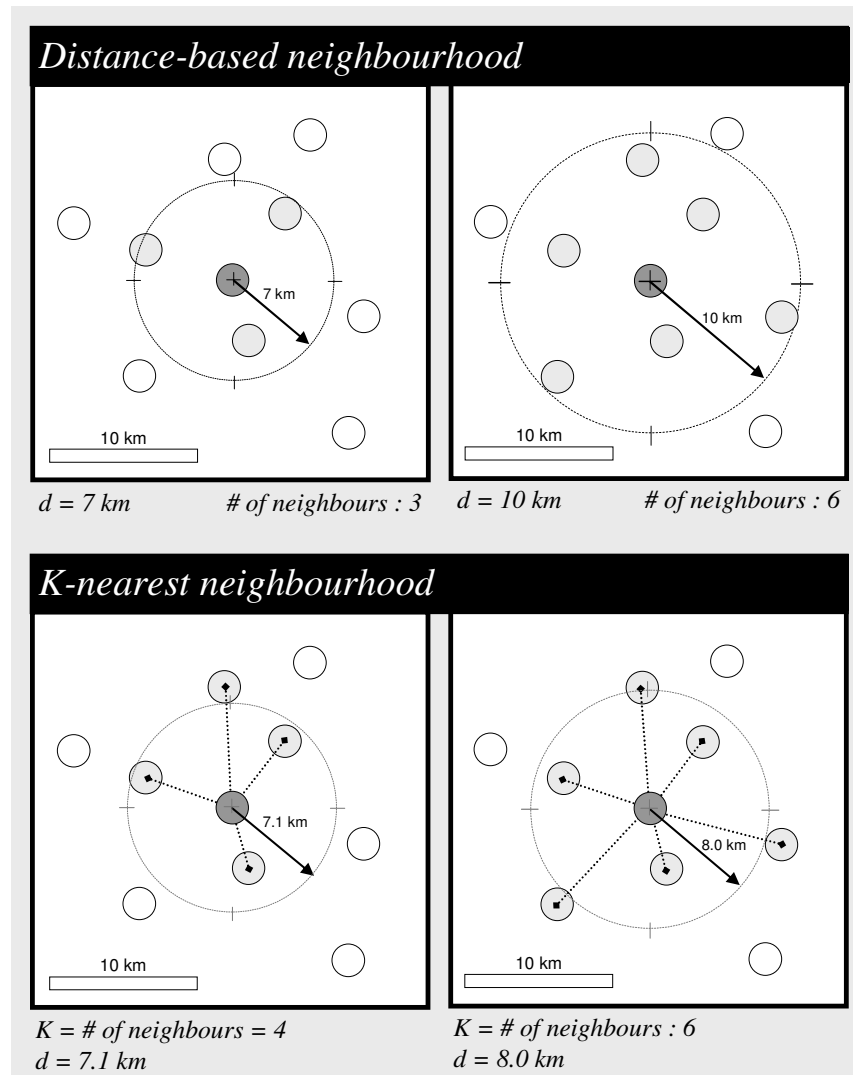 Distance-based neighbourhood
7 km
10 km
10 km
10 km
d = 7 km # of neighbours : 3
d = 10 km # of neighbours : 6
K-nearest neighbourhood
7.1 km
10 km
8.0 km
10 km
K = # of neighbours = 4
d = 7.1 km
K = # of neighbours : 6
d = 8.0 km